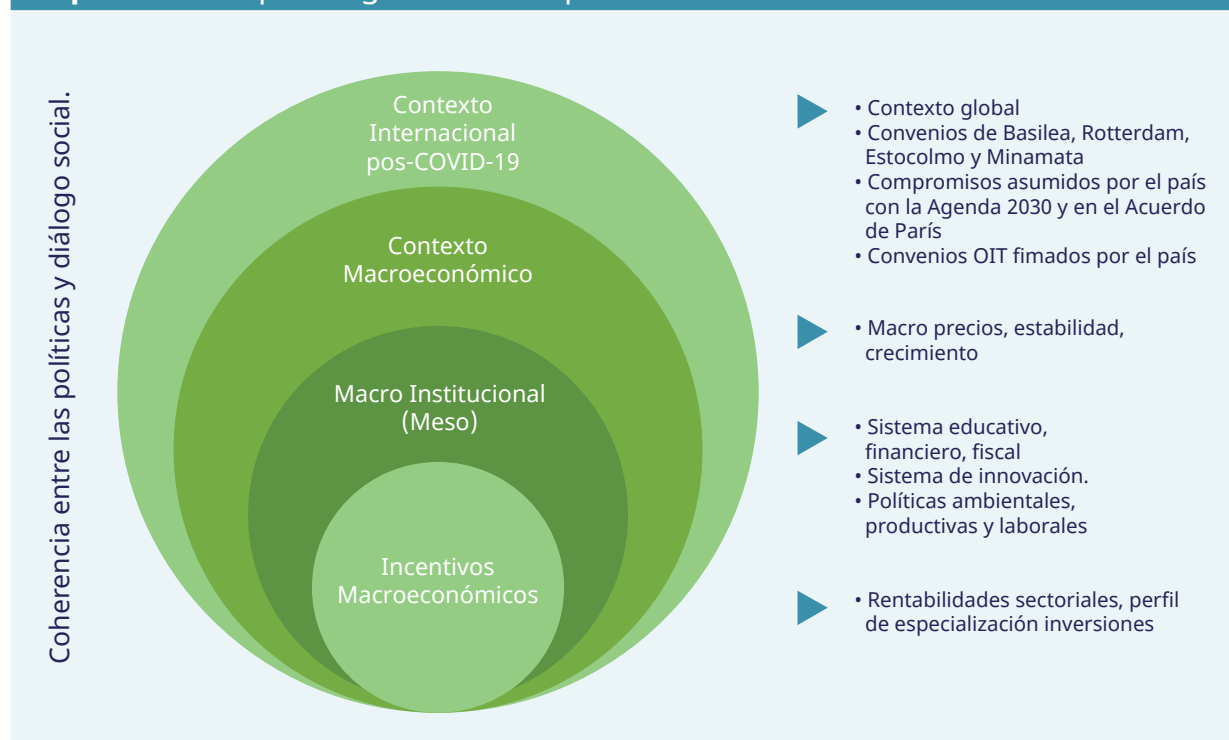 Coherencia entre las políticas y diálogo social.
Contexto
Internacional
pos-COVID-19
Contexto
Macroeconómico
Macro Institucional
(Meso)
Incentivos
Macroeconómicos
• Contexto global
• Convenios de Basilea, Rotterdam,
Estocolmo y Minamata
• Compromisos asumidos por el país
con la Agenda 2030 y en el Acuerdo
de París
• Convenios OIT fimados por el país
• Macro precios, estabilidad,
crecimiento
• Sistema educativo,
financiero, fiscal
• Sistema de innovación.
• Políticas ambientales,
productivas y laborales
• Rentabilidades sectoriales, perfil
de especialización inversiones